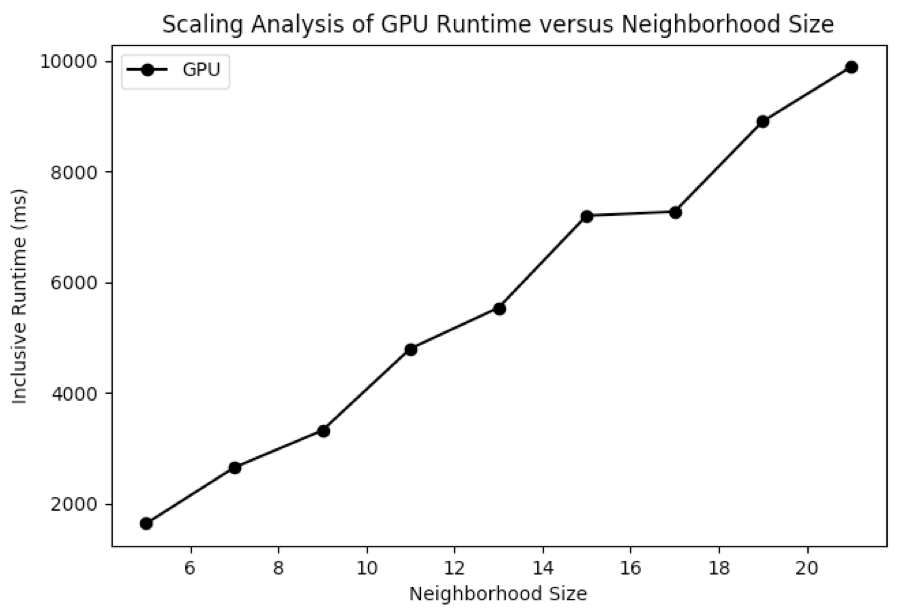 Scaling Analysis of GPU Runtime versus Neighborhood Size
GPU
10000
8000
6000
4000
2000
Inclusive Runtime (ms)
6 8 10 12 14 16 18 20
Neighborhood Size